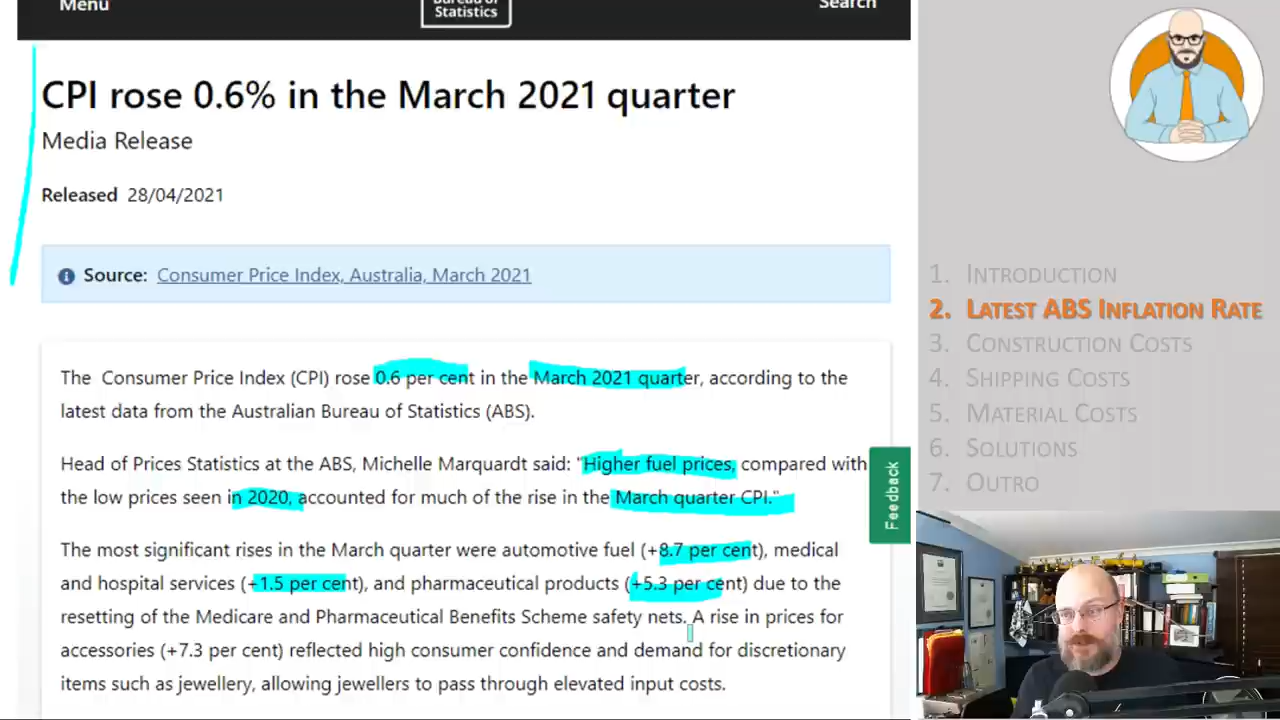 Menu
Bureau of
Statistics
Search
CPI rose 0.6% in the March 2021 quarter
Media Release
Released 28/04/2021
Source: Consumer Price Index, Australia, March 2021
The Consumer Price Index (CPI) rose 0.6 per cent in the March 2021 quarter, according to the
latest data from the Australian Bureau of Statistics (ABS).
Head of Prices Statistics at the ABS, Michelle Marquardt said: "Higher fuel prices, compared with
the low prices seen in 2020, accounted for much of the rise in the March quarter CPI."
The most significant rises in the March quarter were automotive fuel (+8.7 per cent), medical
and hospital services (+1.5 per cent), and pharmaceutical products (+5.3 per cent) due to the
resetting of the Medicare and Pharmaceutical Benefits Scheme safety nets. A rise in prices for
accessories (+7.3 per cent) reflected high consumer confidence and demand for discretionary
items such as jewellery, allowing jewellers to pass through elevated input costs.
Feedback
1. Introduction
2. Latest ABS Inflation Rate
3. Construction Costs
4. Shipping Costs
5. Material Costs
6. Solutions
7. Outro